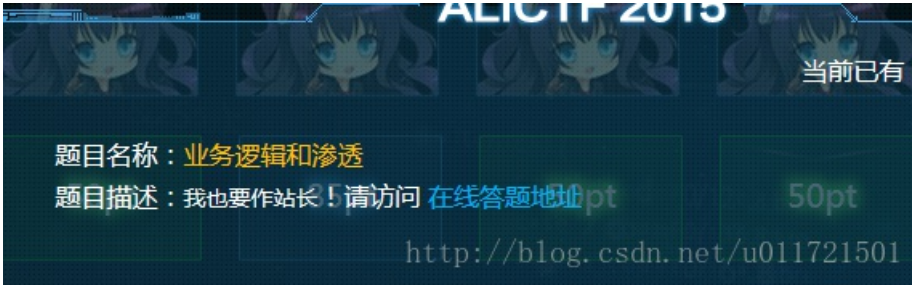 ALICTF 2015
当前已有
题目名称：业务逻辑和渗透
题目描述：我也要作站长！请访问 在线答题地址
50pt
http://blog.csdn.net/u011721501